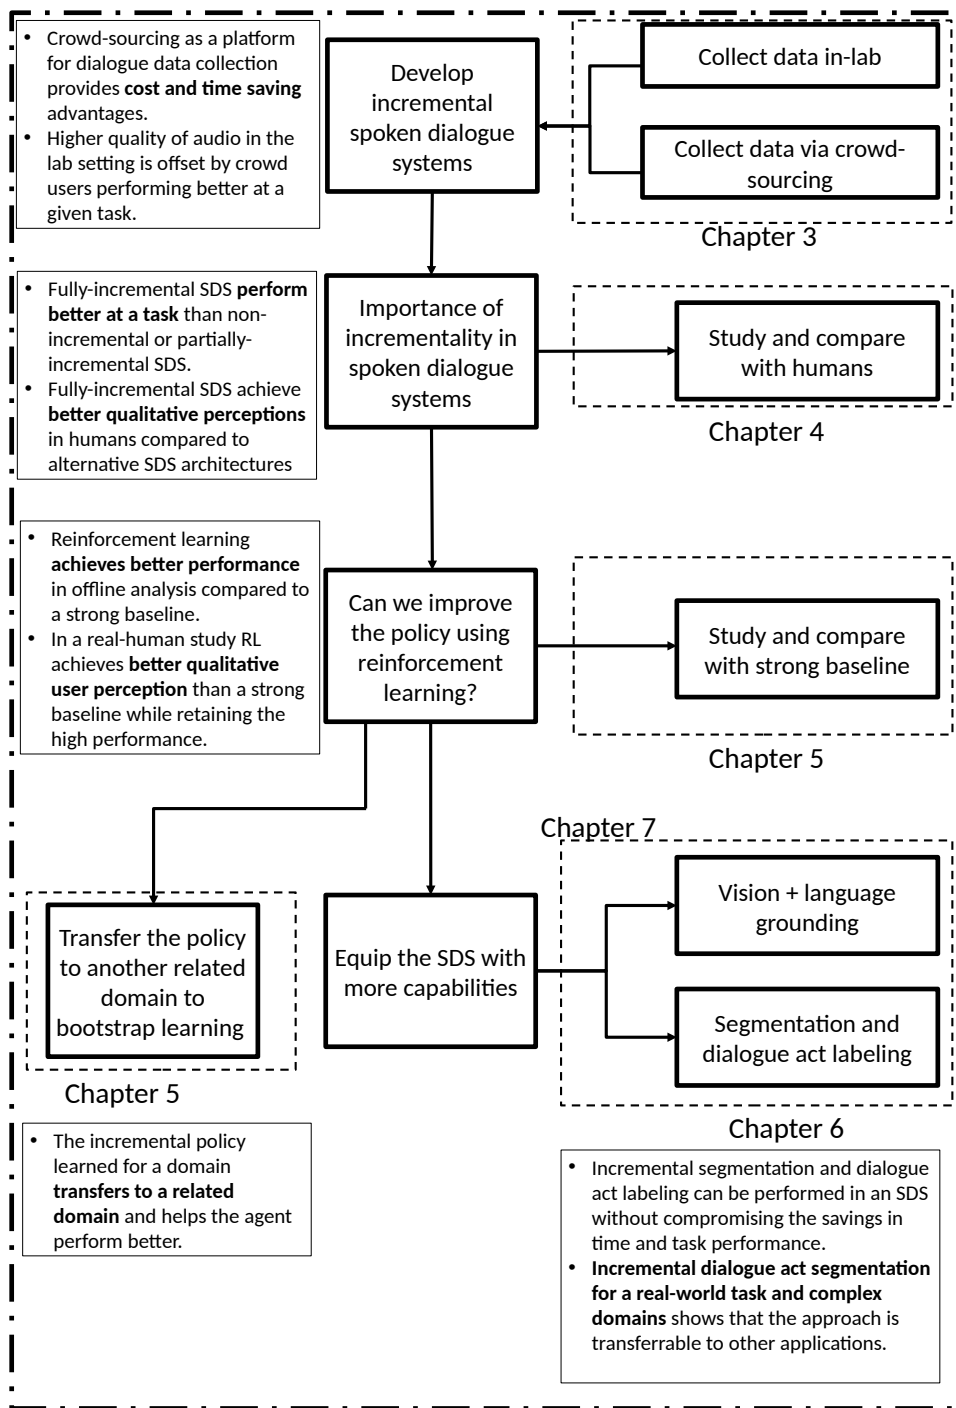 • Crowd-sourcing as a platform
for dialogue data collection
provides cost and time saving
advantages.
• Higher quality of audio in the
lab setting is offset by crowd
users performing better at a
given task.
Develop
incremental
spoken dialogue
systems
Collect data in-lab
Collect data via crowd-
sourcing
Chapter 3
• Fully-incremental SDS perform
better at a task than non-
incremental or partially-
incremental SDS.
• Fully-incremental SDS achieve
better qualitative perceptions
in humans compared to
alternative SDS architectures
Importance of
incrementality in
spoken dialogue
systems
Study and compare
with humans
Chapter 4
• Reinforcement learning
achieves better performance
in offline analysis compared to
a strong baseline.
• In a real-human study RL
achieves better qualitative
user perception than a strong
baseline while retaining the
high performance.
Can we improve
the policy using
reinforcement
learning?
Study and compare
with strong baseline
Chapter 5
Transfer the policy
to another related
domain to
bootstrap learning
Chapter 5
• The incremental policy
learned for a domain
transfers to a related
domain and helps the agent
perform better.
Equip the SDS with
more capabilities
Chapter 7
Vision + language
grounding
Segmentation and
dialogue act labeling
Chapter 6
• Incremental segmentation and dialogue
act labeling can be performed in an SDS
without compromising the savings in
time and task performance.
• Incremental dialogue act segmentation
for a real-world task and complex
domains shows that the approach is
transferrable to other applications.